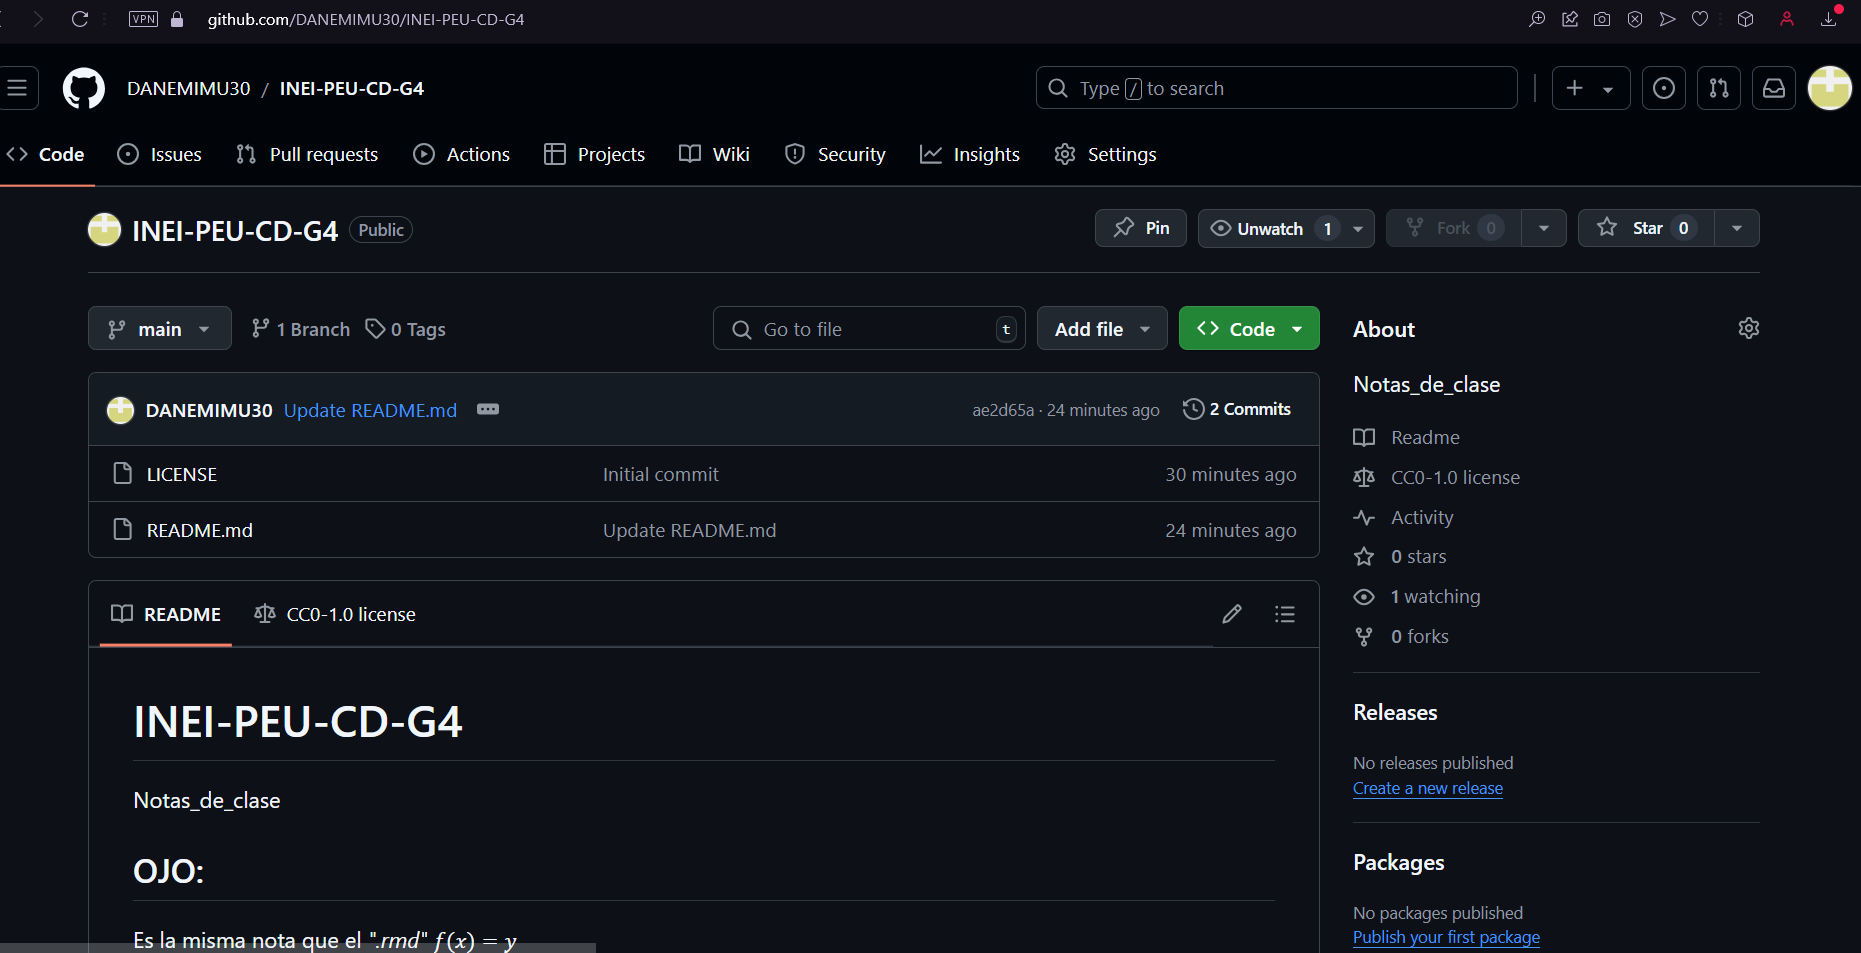 VPN github.com/DANEMIMU30/INEI-PEU-CD-G4
DANEMIMU30 / INEI-PEU-CD-G4
Type / to search
Code Issues Pull requests Actions Projects Wiki Security Insights Settings
INEI-PEU-CD-G4 Public
Pin Unwatch 1 Fork 0 Star 0
main 1 Branch 0 Tags Go to file t Add file Code
DANEMIMU30 Update README.md ae2d65a · 24 minutes ago 2 Commits
LICENSE Initial commit 30 minutes ago
README.md Update README.md 24 minutes ago
README CC0-1.0 license
INEI-PEU-CD-G4
Notas_de_clase
OJO:
Es la misma nota que el ".rmd" f(x) = y
About
Notas_de_clase
Readme
CC0-1.0 license
Activity
0 stars
1 watching
0 forks
Releases
No releases published
Create a new release
Packages
No packages published
Publish your first package